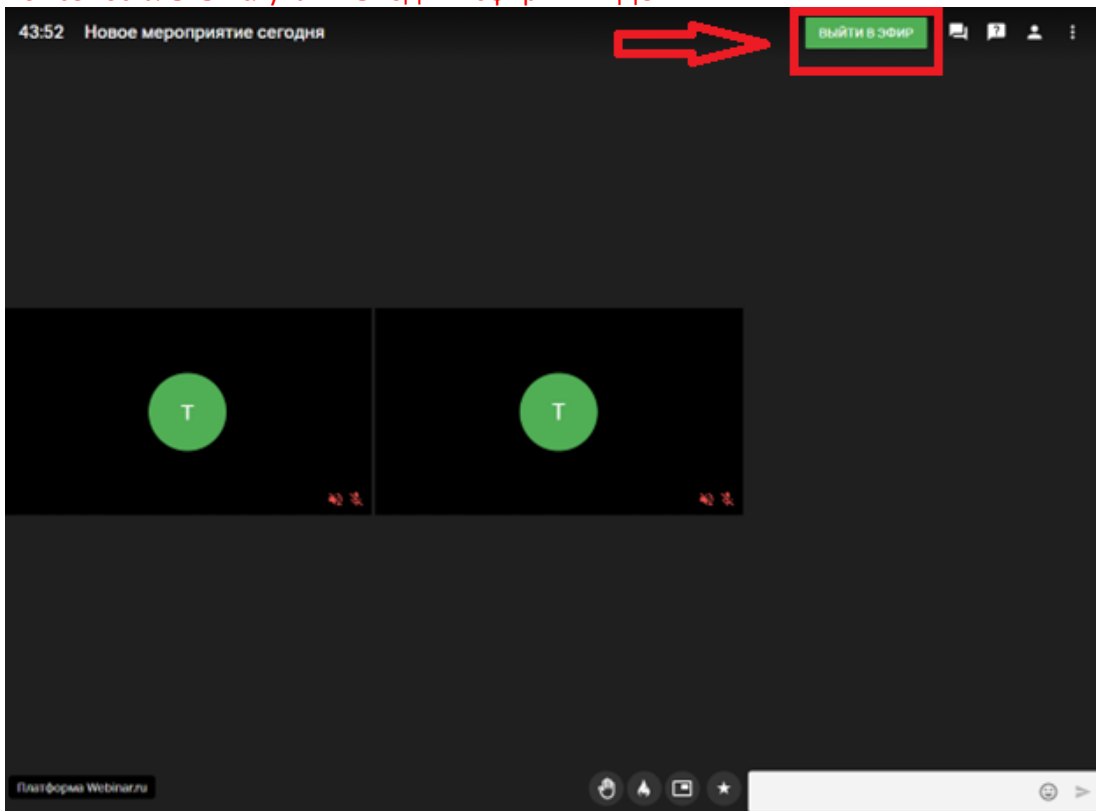 43:52 Новое мероприятие сегодня
ВЫЙТИ В ЭФИР
?
Т
Т
Платформа Webinar.ru